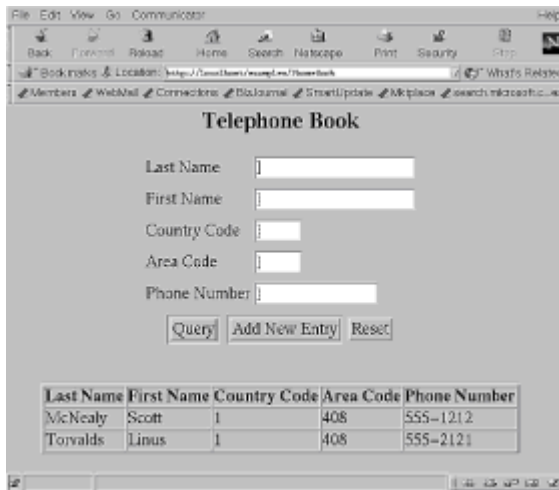 File Edit View Go Communicator Help
Back Forward Reload Home Search Netscape Print Security Stop
Bookmarks Location: What's Related
Members WebMail Connections BizJournal SmartUpdate Mktplace search.microsoft.c
Telephone Book
Last Name
First Name
Country Code
Area Code
Phone Number
Query Add New Entry Reset
Last Name First Name Country Code Area Code Phone Number
McNealy Scott 1 408 555-1212
Torvalds Linus 1 408 555-2121